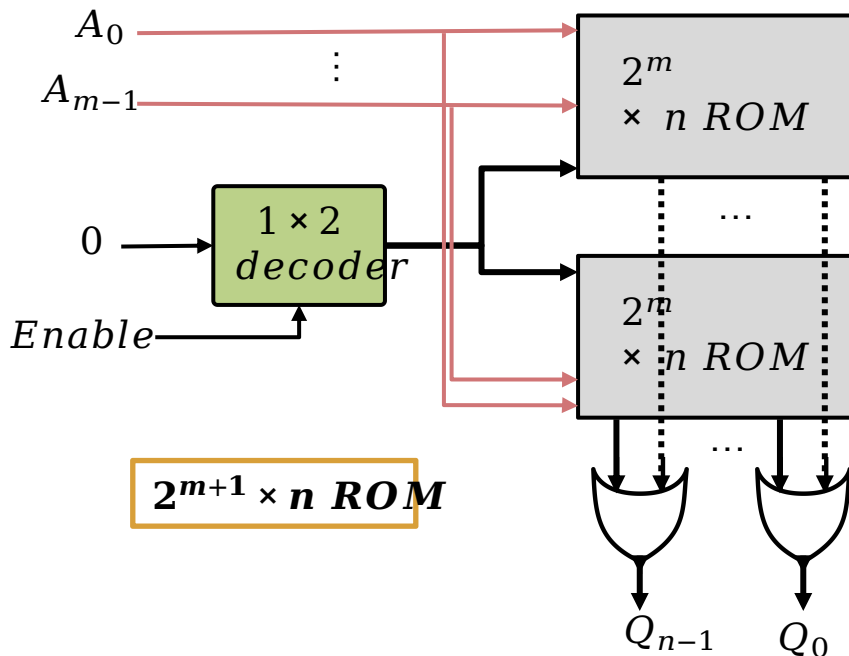 A₀
⋮
Aₘ₋₁
2ᵐ
× n ROM
…
0
1 × 2
decoder
Enable
2ᵐ
× n ROM
…
2ᵐ⁺¹ × n ROM
Qₙ₋₁
Q₀